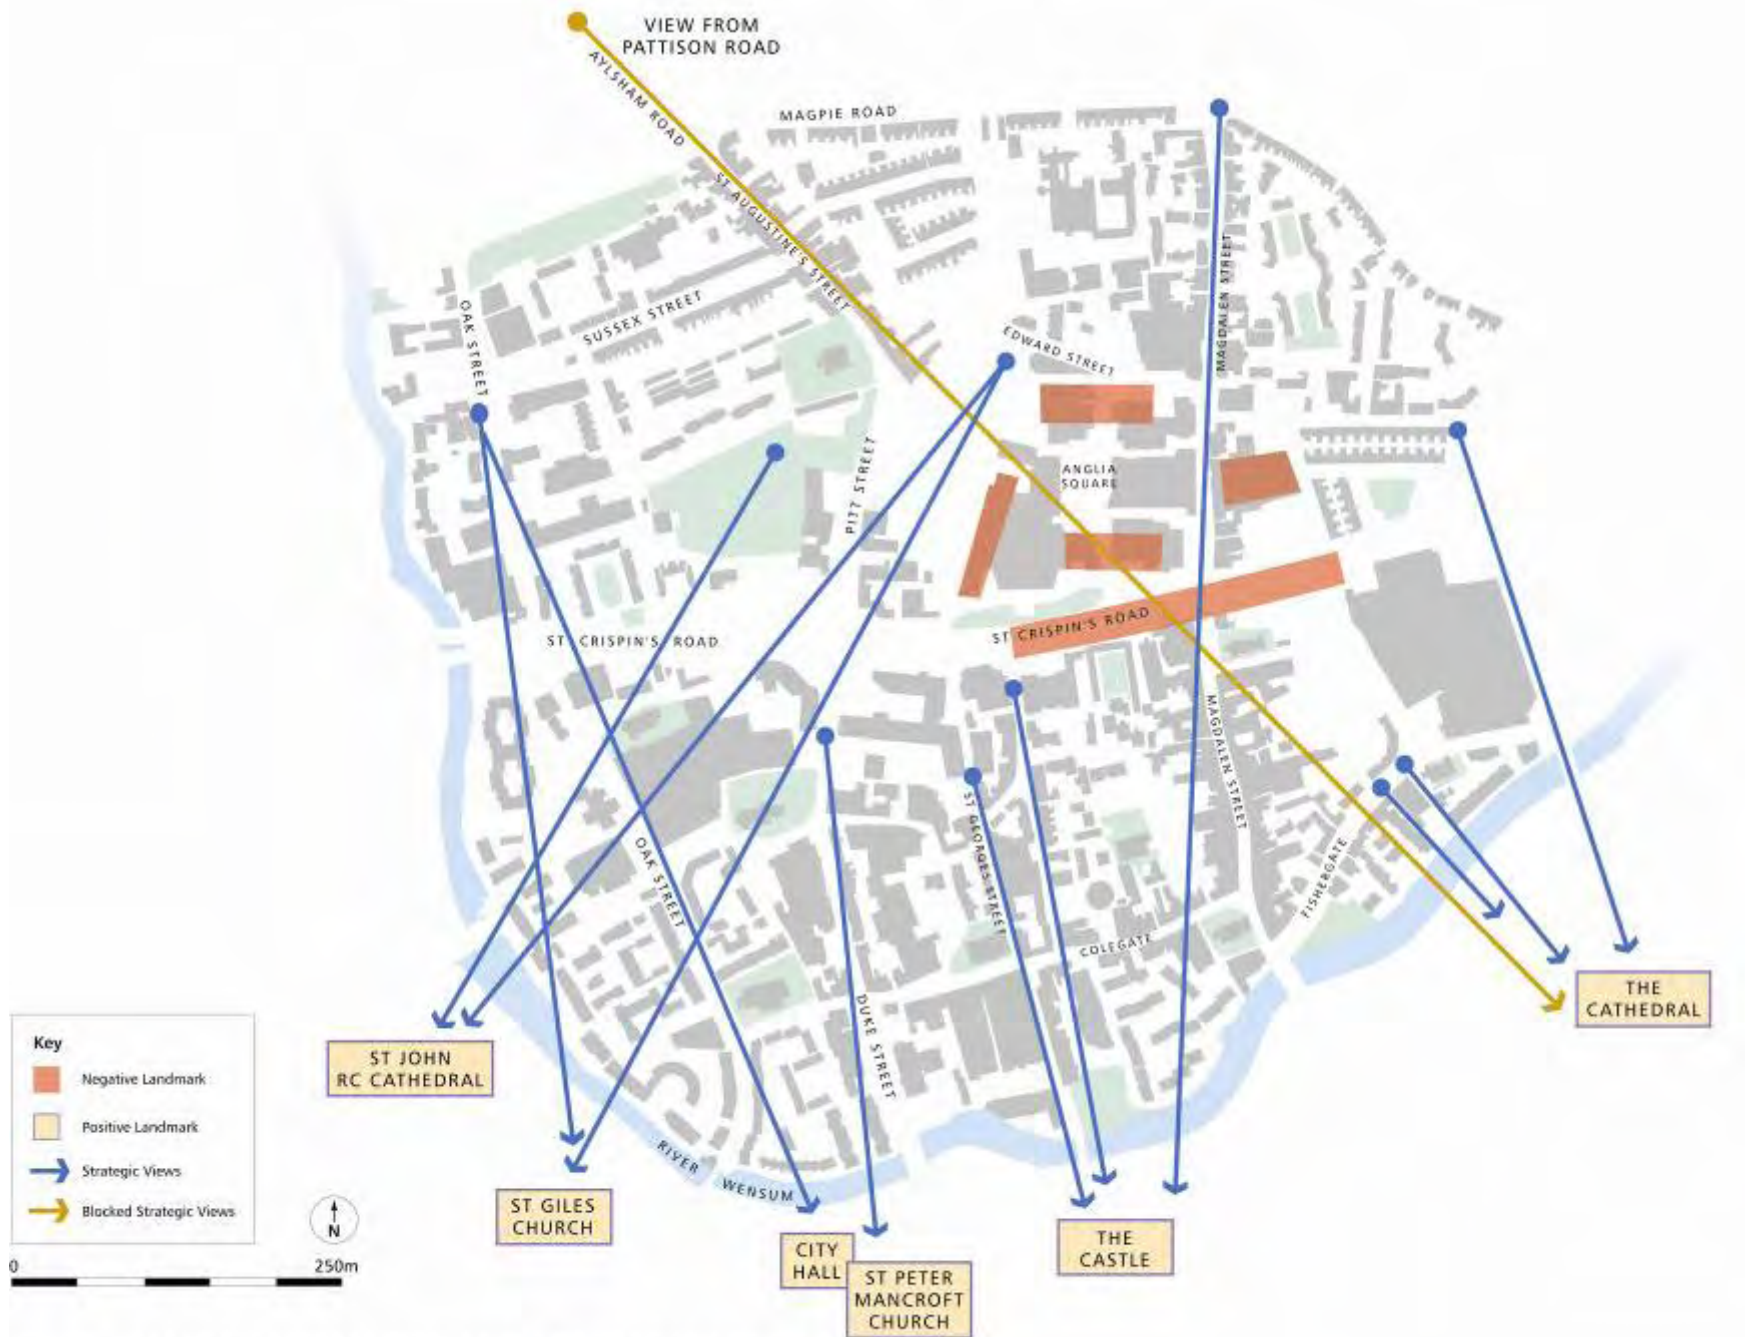 VIEW FROM
PATTISON ROAD
AYLSHAM ROAD
MAGPIE ROAD
ST AUGUSTINE'S STREET
MAGDALEN STREET
OAK STREET
SUSSEX STREET
EDWARD STREET
PITT STREET
ANGLIA
SQUARE
ST CRISPIN'S ROAD
ST CRISPIN'S ROAD
MAGDALEN STREET
ST GEORGES STREET
OAK STREET
FISHERGATE
COLEGATE
DUKE STREET
THE
CATHEDRAL
ST JOHN
RC CATHEDRAL
RIVER
WENSUM
ST GILES
CHURCH
CITY
HALL
ST PETER
MANCROFT
CHURCH
THE
CASTLE
Key
Negative Landmark
Positive Landmark
Strategic Views
Blocked Strategic Views
N
0 250m